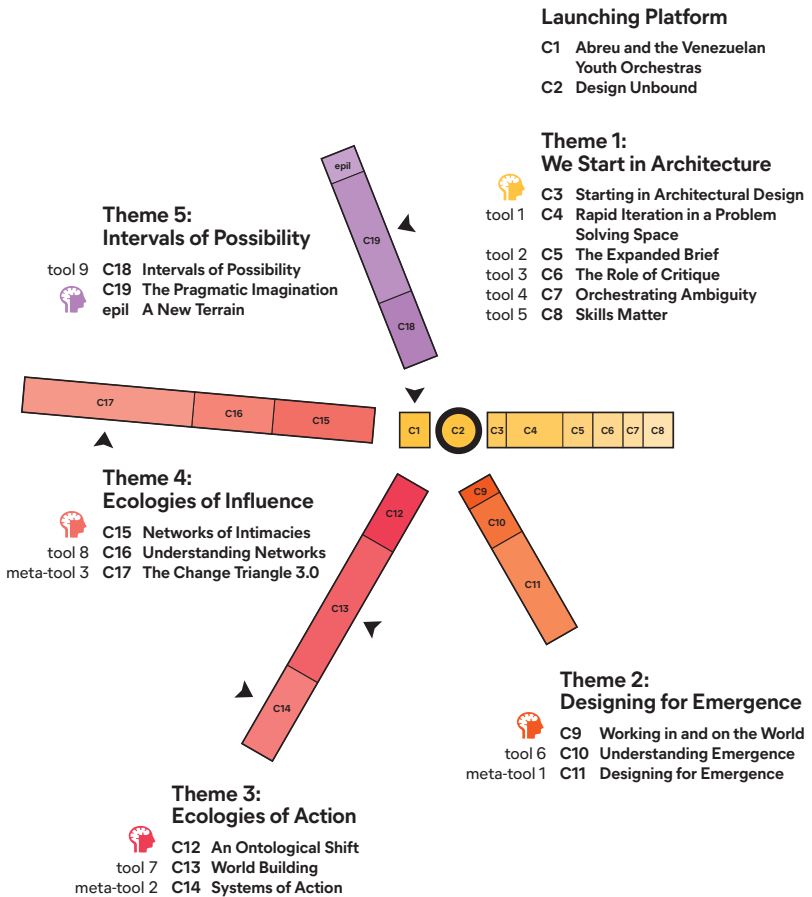 Launching Platform
C1 Abreu and the Venezuelan
Youth Orchestras
C2 Design Unbound
Theme 1:
We Start in Architecture
C3 Starting in Architectural Design
tool 1 C4 Rapid Iteration in a Problem
Solving Space
tool 2 C5 The Expanded Brief
tool 3 C6 The Role of Critique
tool 4 C7 Orchestrating Ambiguity
tool 5 C8 Skills Matter
epil
C19
C18
Theme 5:
Intervals of Possibility
tool 9 C18 Intervals of Possibility
C19 The Pragmatic Imagination
epil A New Terrain
C17 C16 C15
C1 C2 C3 C4 C5 C6 C7 C8
Theme 4:
Ecologies of Influence
C15 Networks of Intimacies
tool 8 C16 Understanding Networks
meta-tool 3 C17 The Change Triangle 3.0
C12
C13
C14
C9
C10
C11
Theme 2:
Designing for Emergence
C9 Working in and on the World
tool 6 C10 Understanding Emergence
meta-tool 1 C11 Designing for Emergence
Theme 3:
Ecologies of Action
C12 An Ontological Shift
tool 7 C13 World Building
meta-tool 2 C14 Systems of Action